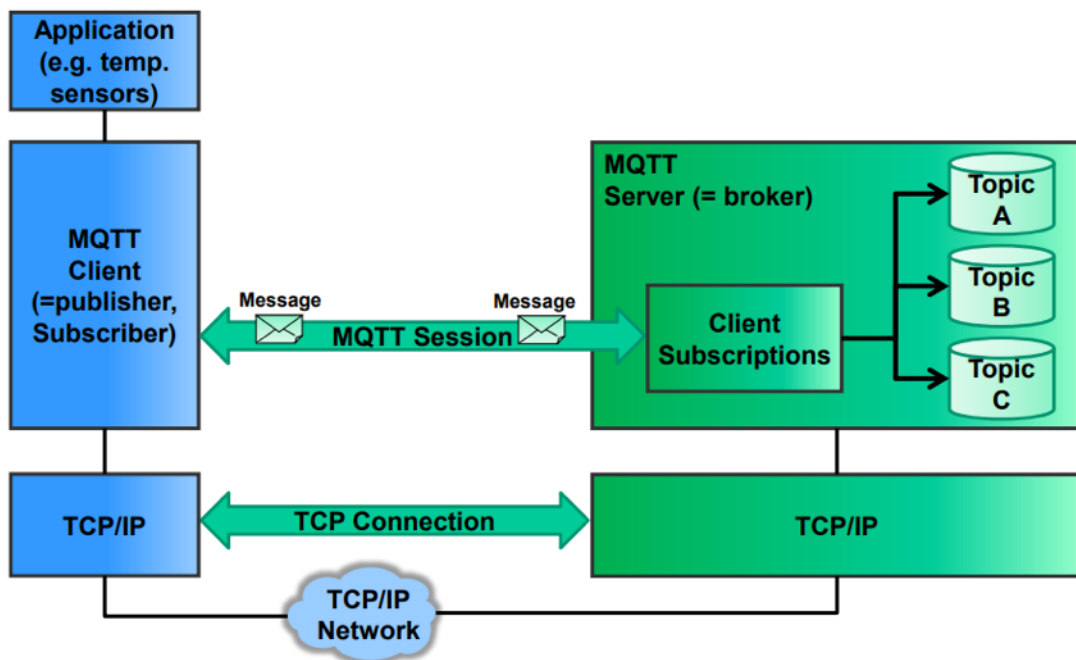 Application
(e.g. temp.
sensors)
MQTT
Client
(=publisher,
Subscriber)
Message
Message
MQTT Session
MQTT
Server (= broker)
Client
Subscriptions
Topic
A
Topic
B
Topic
C
TCP/IP
TCP Connection
TCP/IP
TCP/IP
Network